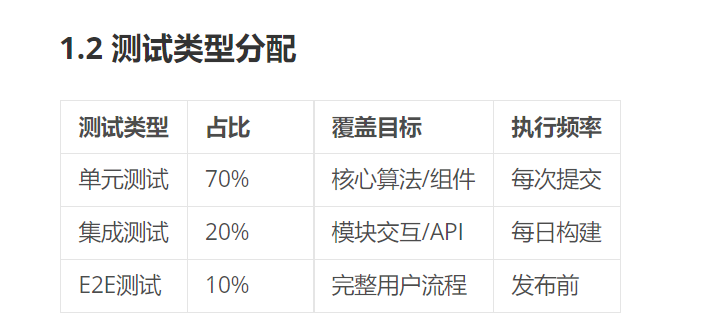 1.2 测试类型分配
测试类型 占比 覆盖目标 执行频率
单元测试 70% 核心算法/组件 每次提交
集成测试 20% 模块交互/API 每日构建
E2E测试 10% 完整用户流程 发布前